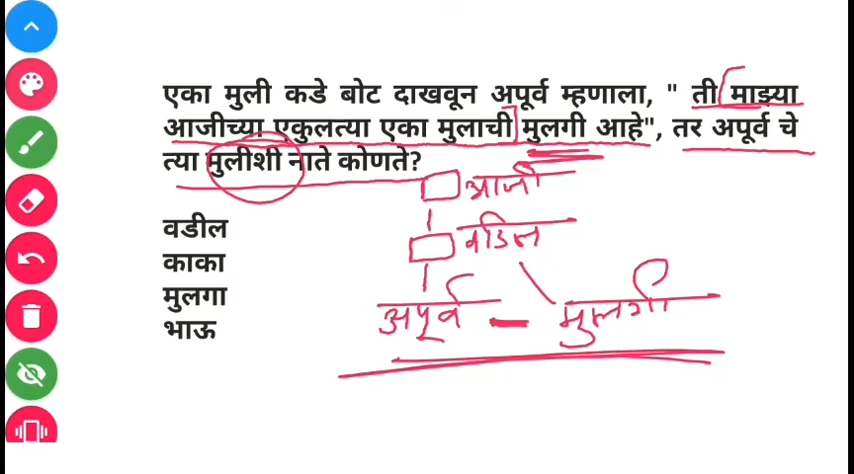 एका मुली कडे बोट दाखवून अपूर्व म्हणाला, " ती माझ्या
आजीच्या एकुलत्या एका मुलाची मुलगी आहे", तर अपूर्व चे
त्या मुलीशी नाते कोणते?
आजी
वडील
वडिल
काका
मुलगा
अपूर्व – मुलगी
भाऊ